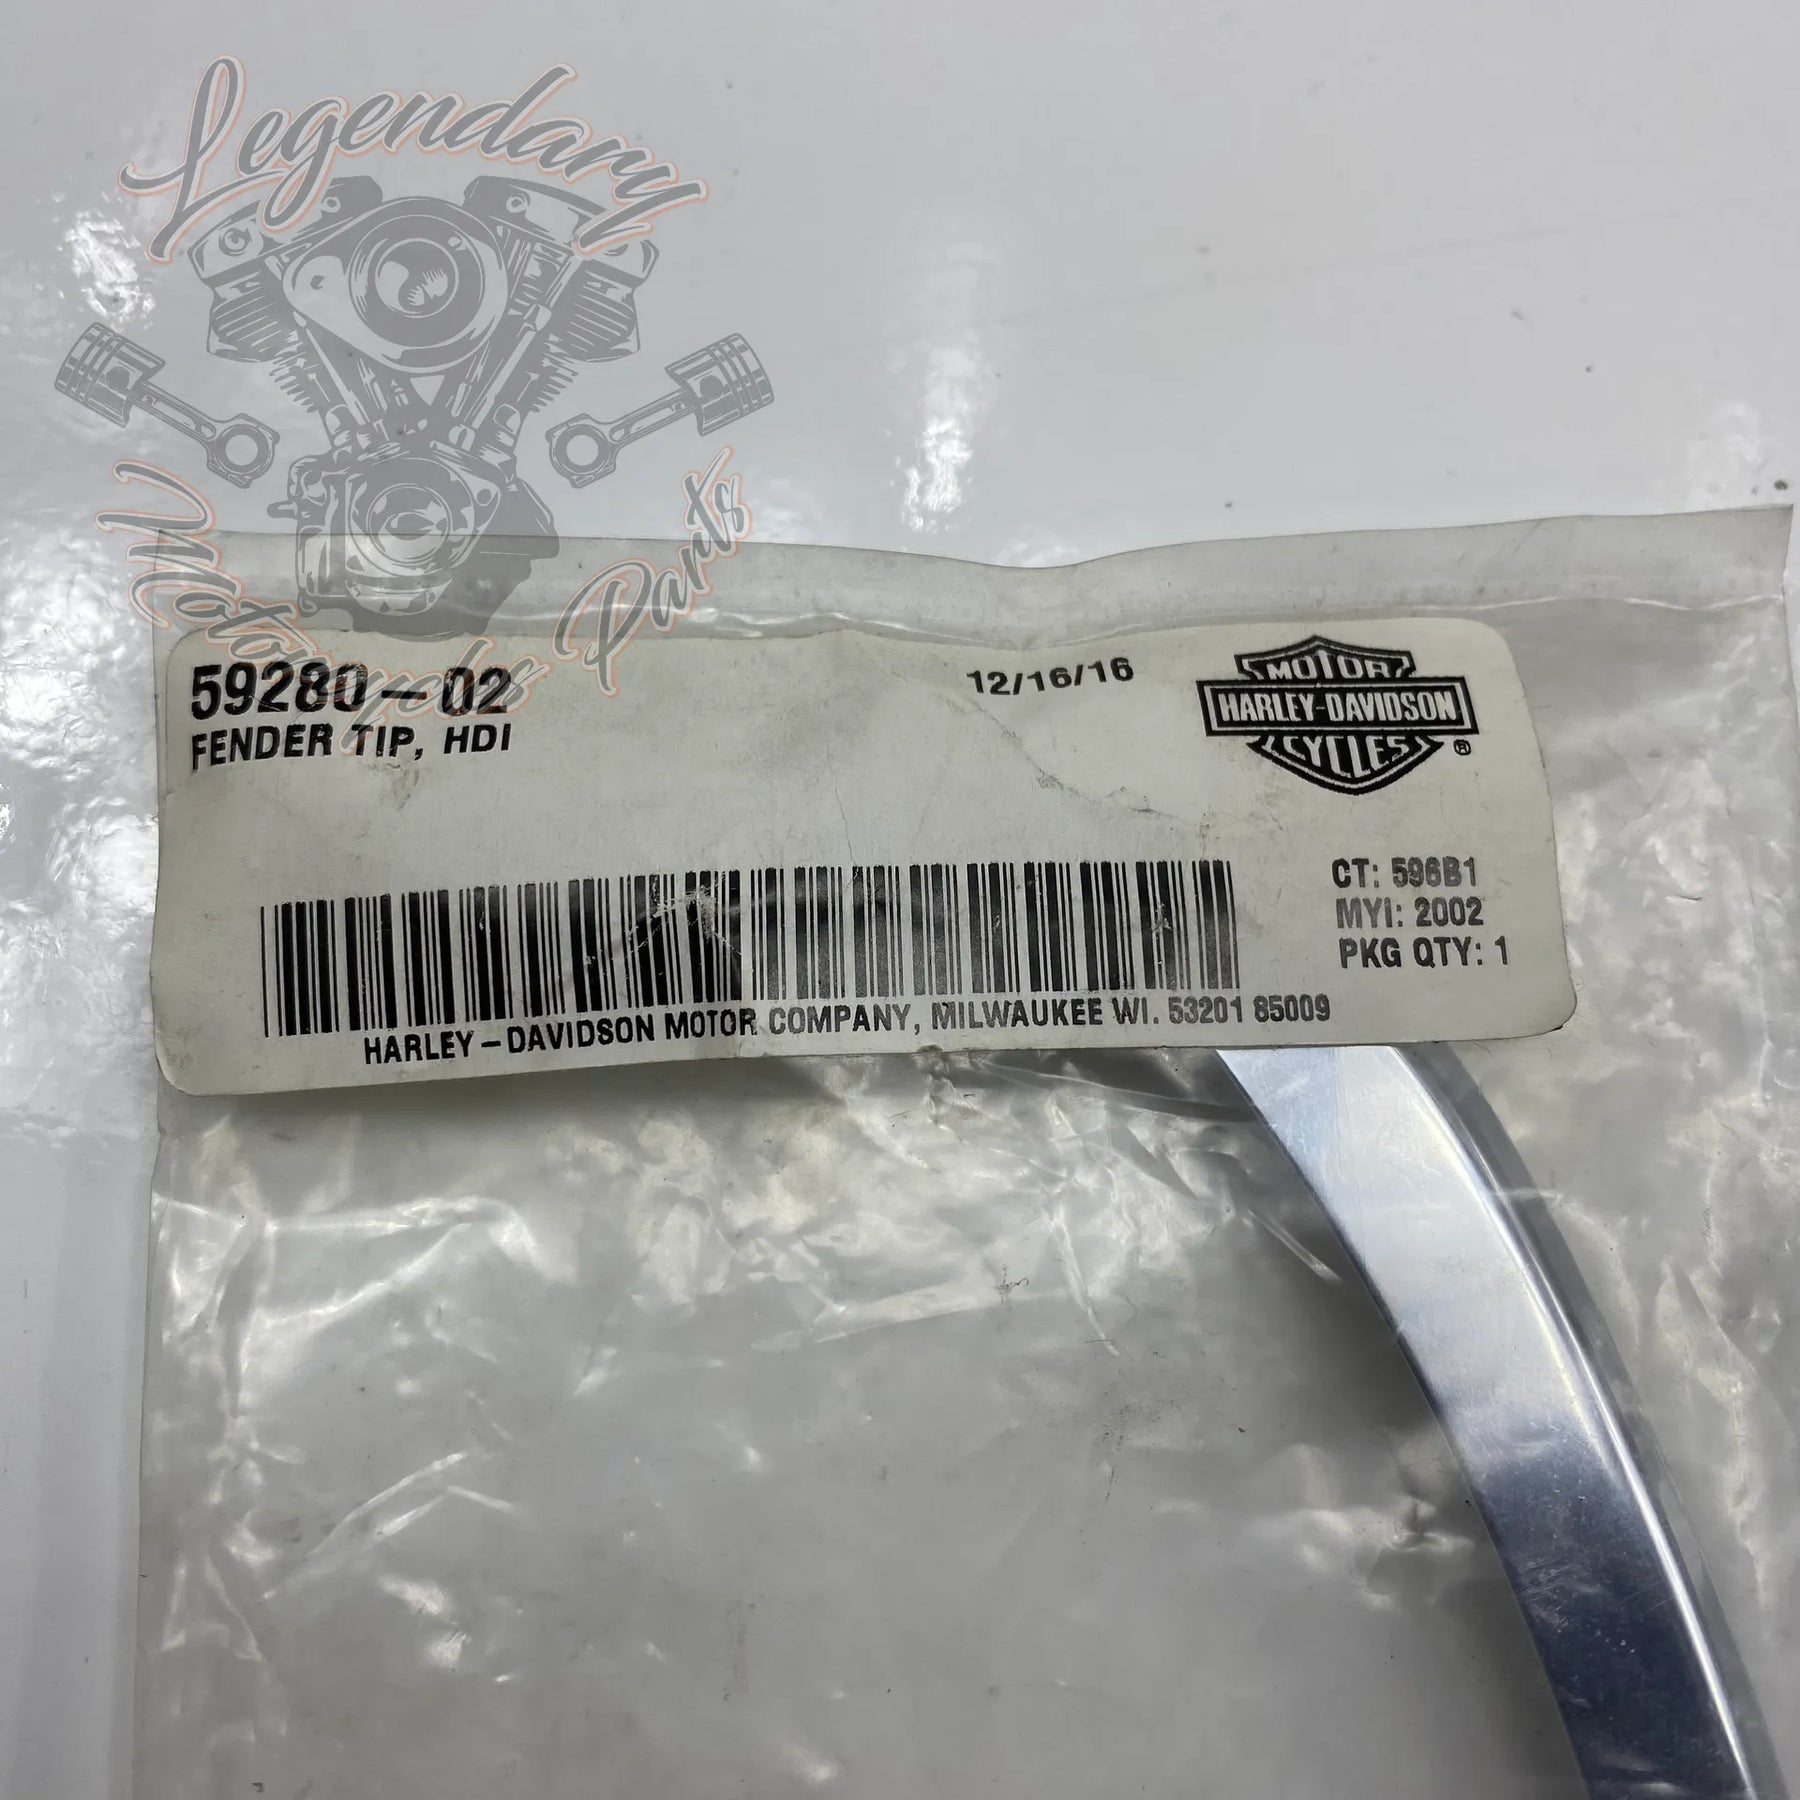 Legendary
Motorcycles Parts
59280-02
FENDER TIP, HDI
12/16/16
MOTOR
HARLEY-DAVIDSON
CYCLES
®
CT: 596B1
MYI: 2002
PKG QTY: 1
HARLEY-DAVIDSON MOTOR COMPANY, MILWAUKEE WI. 53201 85009